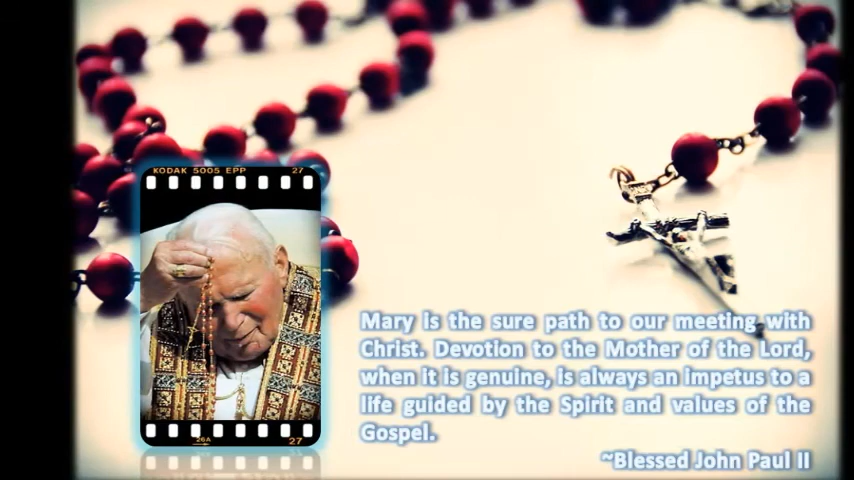 KODAK 5005 EPP 27
Mary is the sure path to our meeting with
Christ. Devotion to the Mother of the Lord,
when it is genuine, is always an impetus to a
life guided by the Spirit and values of the
Gospel.
26A 27
~Blessed John Paul II